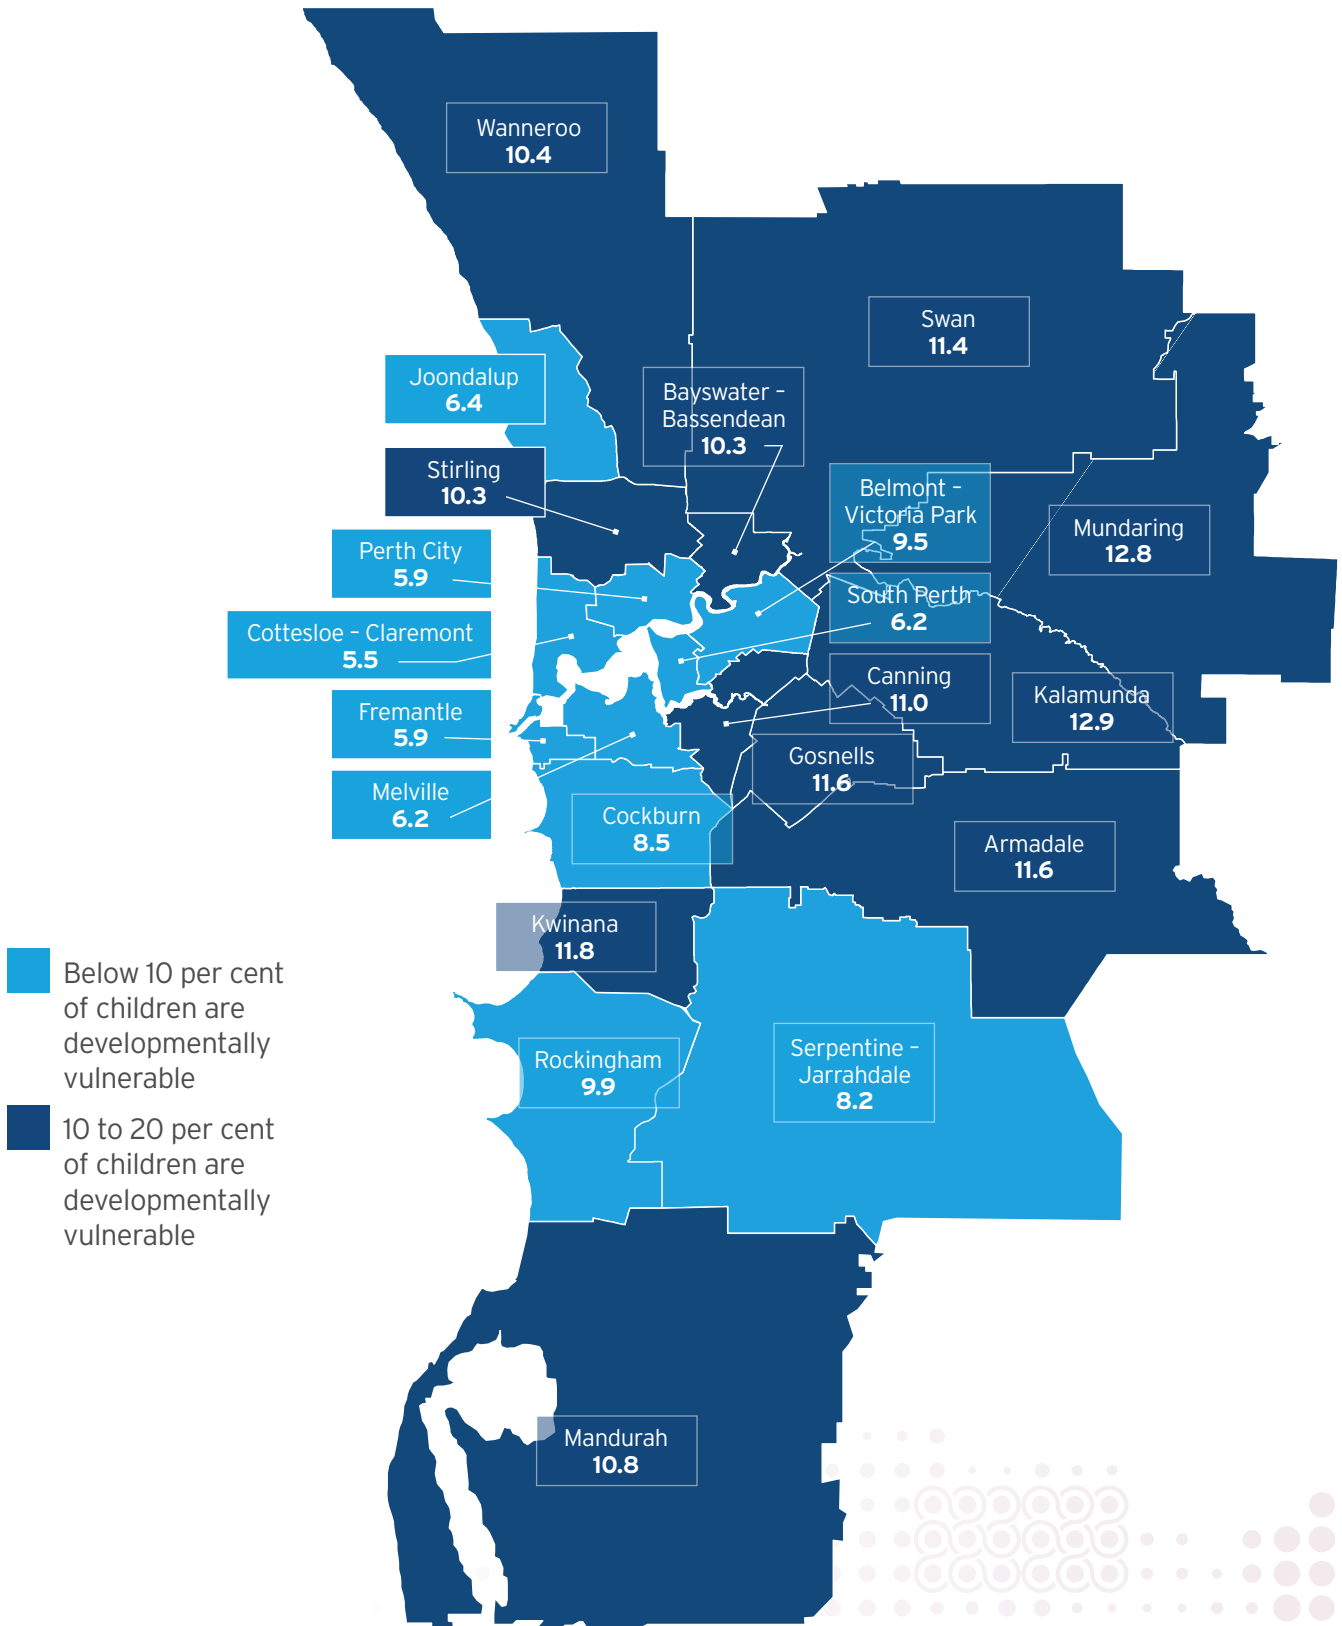 Wanneroo
10.4
Swan
11.4
Joondalup
6.4
Bayswater –
Bassendean
10.3
Stirling
10.3
Belmont –
Victoria Park
9.5
Mundaring
12.8
Perth City
5.9
South Perth
6.2
Cottesloe – Claremont
5.5
Canning
11.0
Kalamunda
12.9
Fremantle
5.9
Gosnells
11.6
Melville
6.2
Cockburn
8.5
Armadale
11.6
Kwinana
11.8
Below 10 per cent
of children are
developmentally
vulnerable
Rockingham
9.9
Serpentine –
Jarrahdale
8.2
10 to 20 per cent
of children are
developmentally
vulnerable
Mandurah
10.8